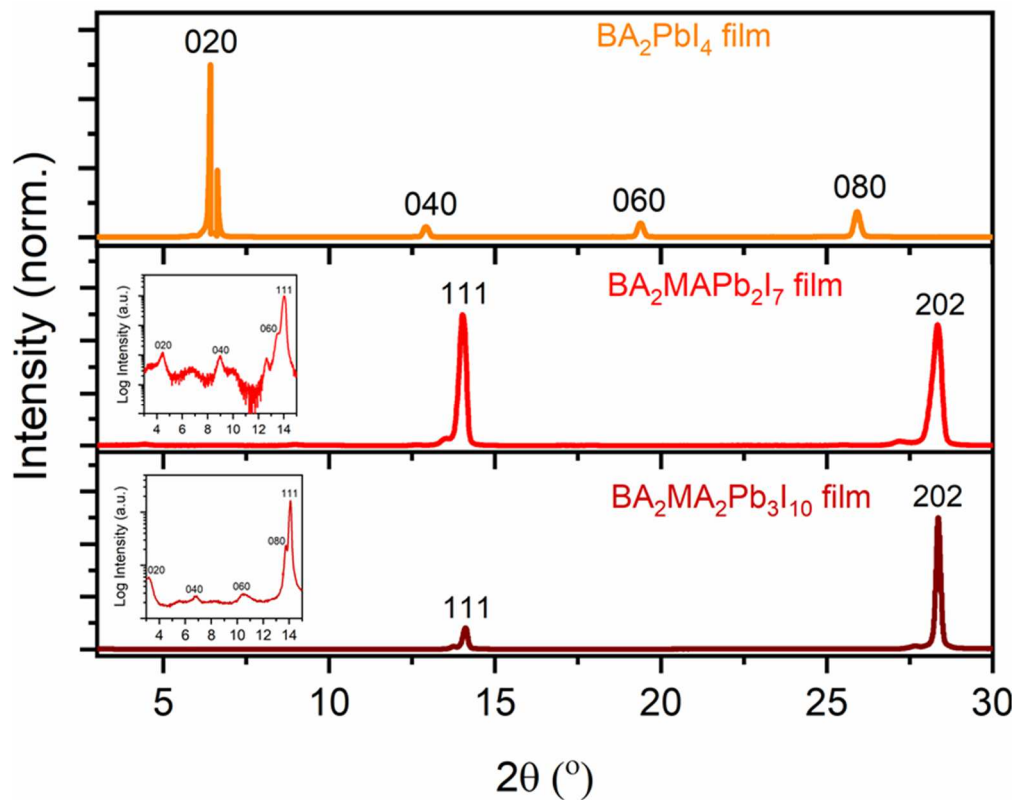 Intensity (norm.)
BA₂PbI₄ film
020
040
060
080
BA₂MAPb₂I₇ film
111
202
Log Intensity (a.u.)
020
040
060
111
4 6 8 10 12 14
BA₂MA₂Pb₃I₁₀ film
111
202
Log Intensity (a.u.)
020
040
060
080
111
4 6 8 10 12 14
5 10 15 20 25 30
2θ (°)